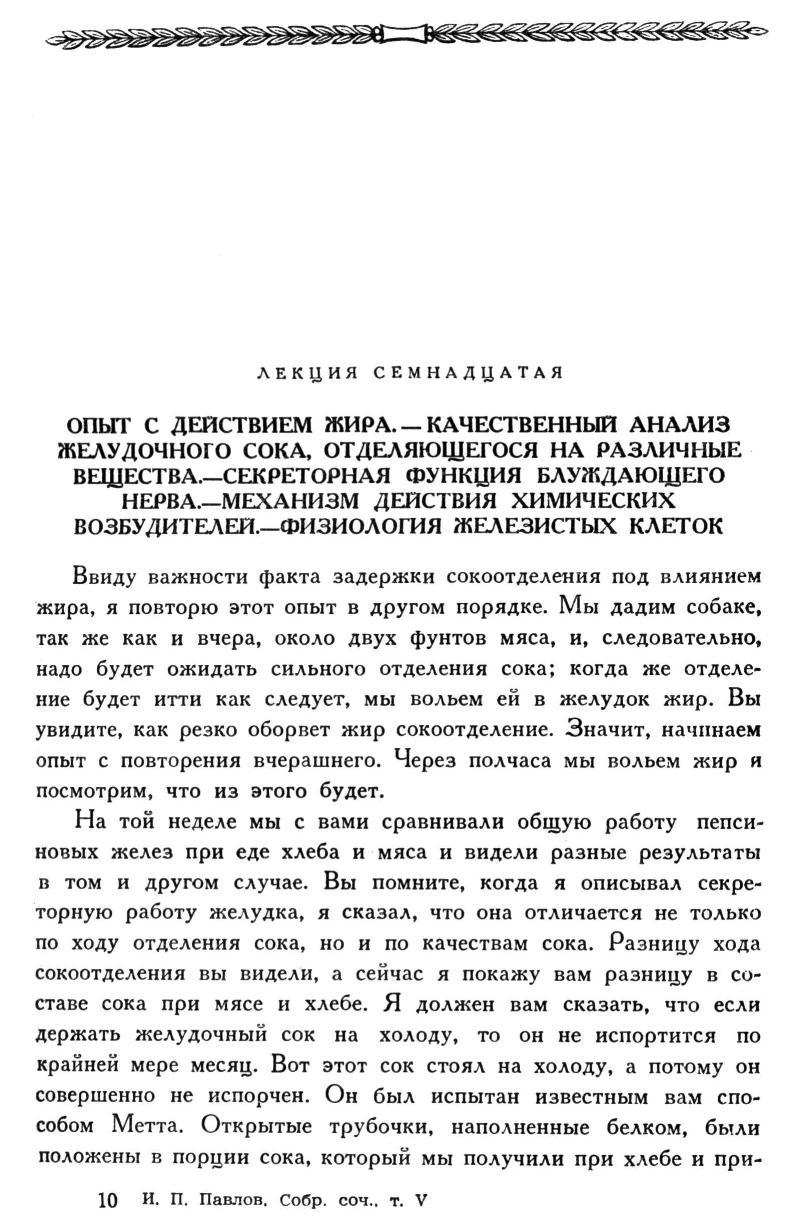 ЛЕКЦИЯ СЕМНАДЦАТАЯ
ОПЫТ С ДЕЙСТВИЕМ ЖИРА.—КАЧЕСТВЕННЫЙ АНАЛИЗ
ЖЕЛУДОЧНОГО СОКА, ОТДЕЛЯЮЩЕГОСЯ НА РАЗЛИЧНЫЕ
ВЕЩЕСТВА.—СЕКРЕТОРНАЯ ФУНКЦИЯ БЛУЖДАЮЩЕГО
НЕРВА.—МЕХАНИЗМ ДЕЙСТВИЯ ХИМИЧЕСКИХ
ВОЗБУДИТЕЛЕЙ.—ФИЗИОЛОГИЯ ЖЕЛЕЗИСТЫХ КЛЕТОК
Ввиду важности факта задержки сокоотделения под влиянием
жира, я повторю этот опыт в другом порядке. Мы дадим собаке,
так же как и вчера, около двух фунтов мяса, и, следовательно,
надо будет ожидать сильного отделения сока; когда же отделе-
ние будет итти как следует, мы вольем ей в желудок жир. Вы
увидите, как резко оборвет жир сокоотделение. Значит, начинаем
опыт с повторения вчерашнего. Через полчаса мы вольем жир и
посмотрим, что из этого будет.
На той неделе мы с вами сравнивали общую работу пепси-
новых желез при еде хлеба и мяса и видели разные результаты
в том и другом случае. Вы помните, когда я описывал секре-
торную работу желудка, я сказал, что она отличается не только
по ходу отделения сока, но и по качествам сока. Разницу хода
сокоотделения вы видели, а сейчас я покажу вам разницу в со-
ставе сока при мясе и хлебе. Я должен вам сказать, что если
держать желудочный сок на холоду, то он не испортится по
крайней мере месяц. Вот этот сок стоял на холоду, а потому он
совершенно не испорчен. Он был испытан известным вам спо-
собом Метта. Открытые трубочки, наполненные белком, были
положены в порции сока, который мы получили при хлебе и при-
10 И. П. Павлов, Собр. соч., т. V